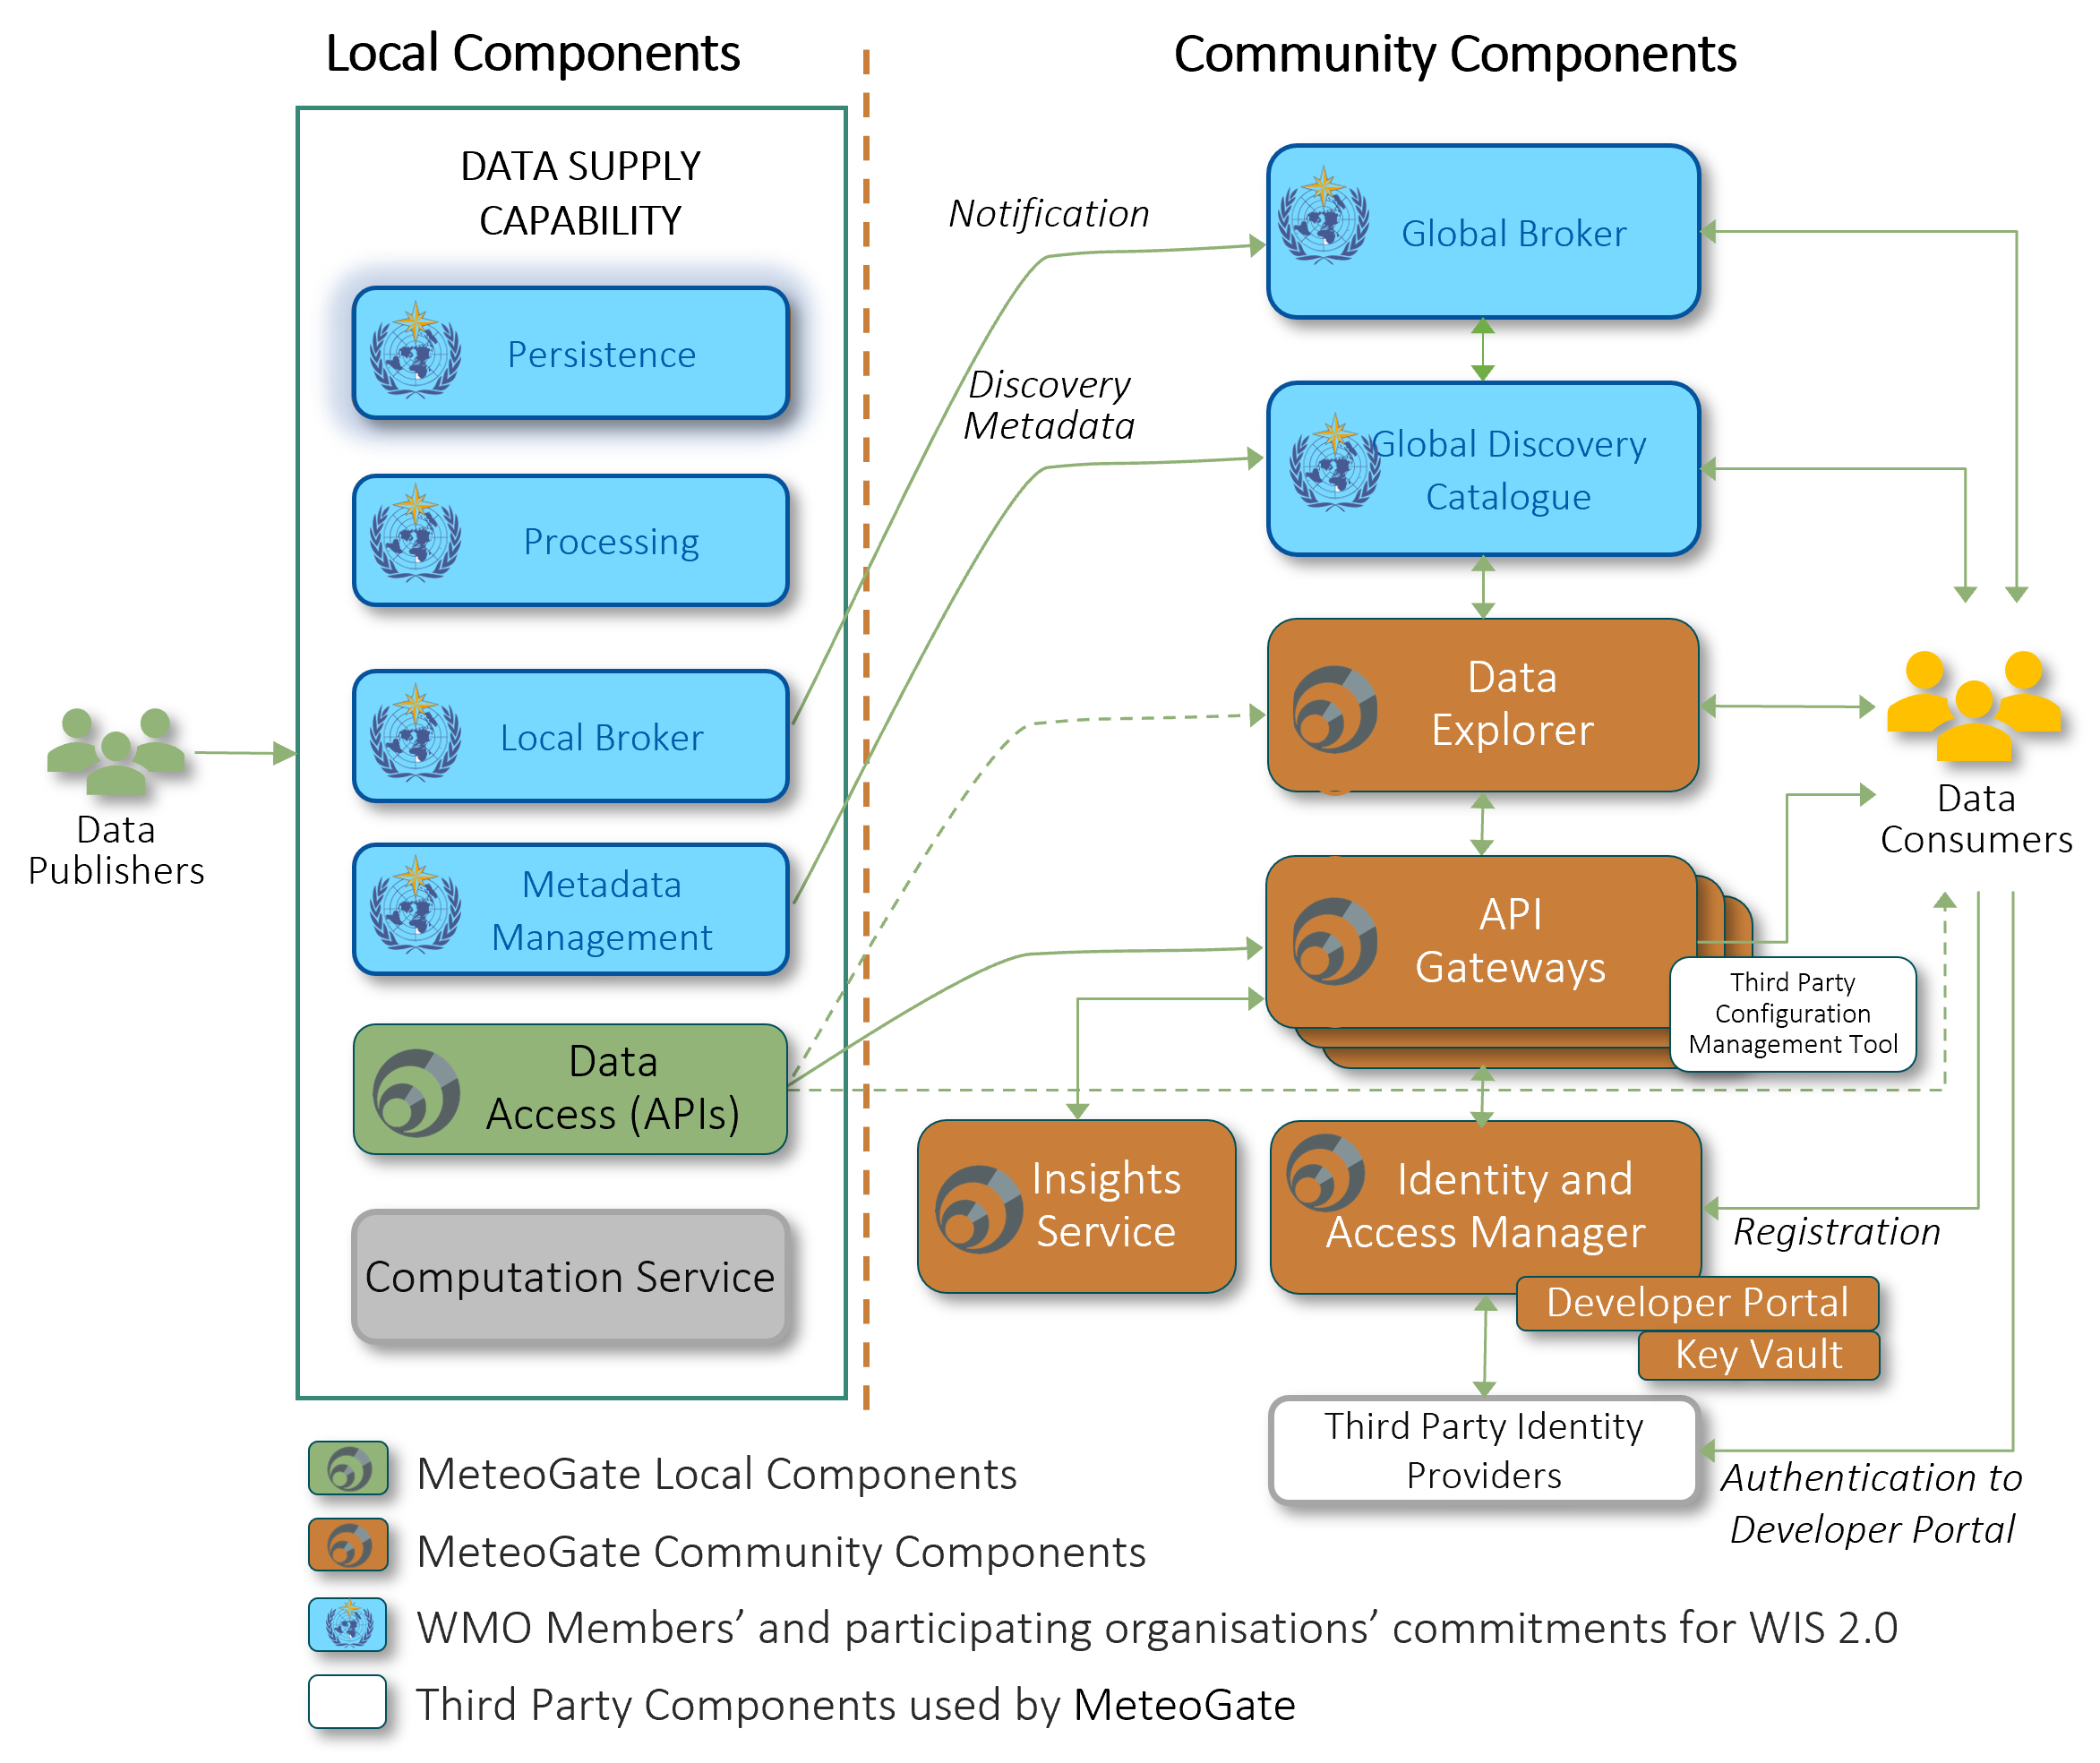 Local Components
Community Components
DATA SUPPLY
CAPABILITY
Persistence
Processing
Local Broker
Metadata
Management
Data
Access (APIs)
Computation Service
Data
Publishers
Notification
Discovery
Metadata
Global Broker
Global Discovery
Catalogue
Data
Explorer
API
Gateways
Third Party
Configuration
Management Tool
Data
Consumers
Insights
Service
Identity and
Access Manager
Registration
Developer Portal
Key Vault
Third Party Identity
Providers
Authentication to
Developer Portal
MeteoGate Local Components
MeteoGate Community Components
WMO Members’ and participating organisations’ commitments for WIS 2.0
Third Party Components used by MeteoGate